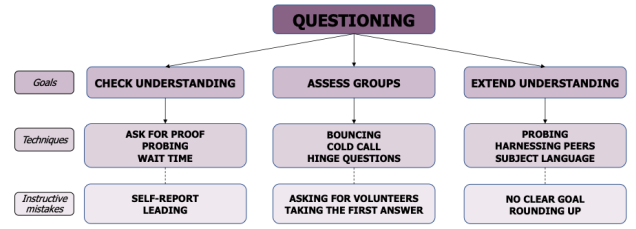 QUESTIONING
Goals
CHECK UNDERSTANDING
ASSESS GROUPS
EXTEND UNDERSTANDING
Techniques
ASK FOR PROOF
PROBING
WAIT TIME
BOUNCING
COLD CALL
HINGE QUESTIONS
PROBING
HARNESSING PEERS
SUBJECT LANGUAGE
Instructive
mistakes
SELF-REPORT
LEADING
ASKING FOR VOLUNTEERS
TAKING THE FIRST ANSWER
NO CLEAR GOAL
ROUNDING UP